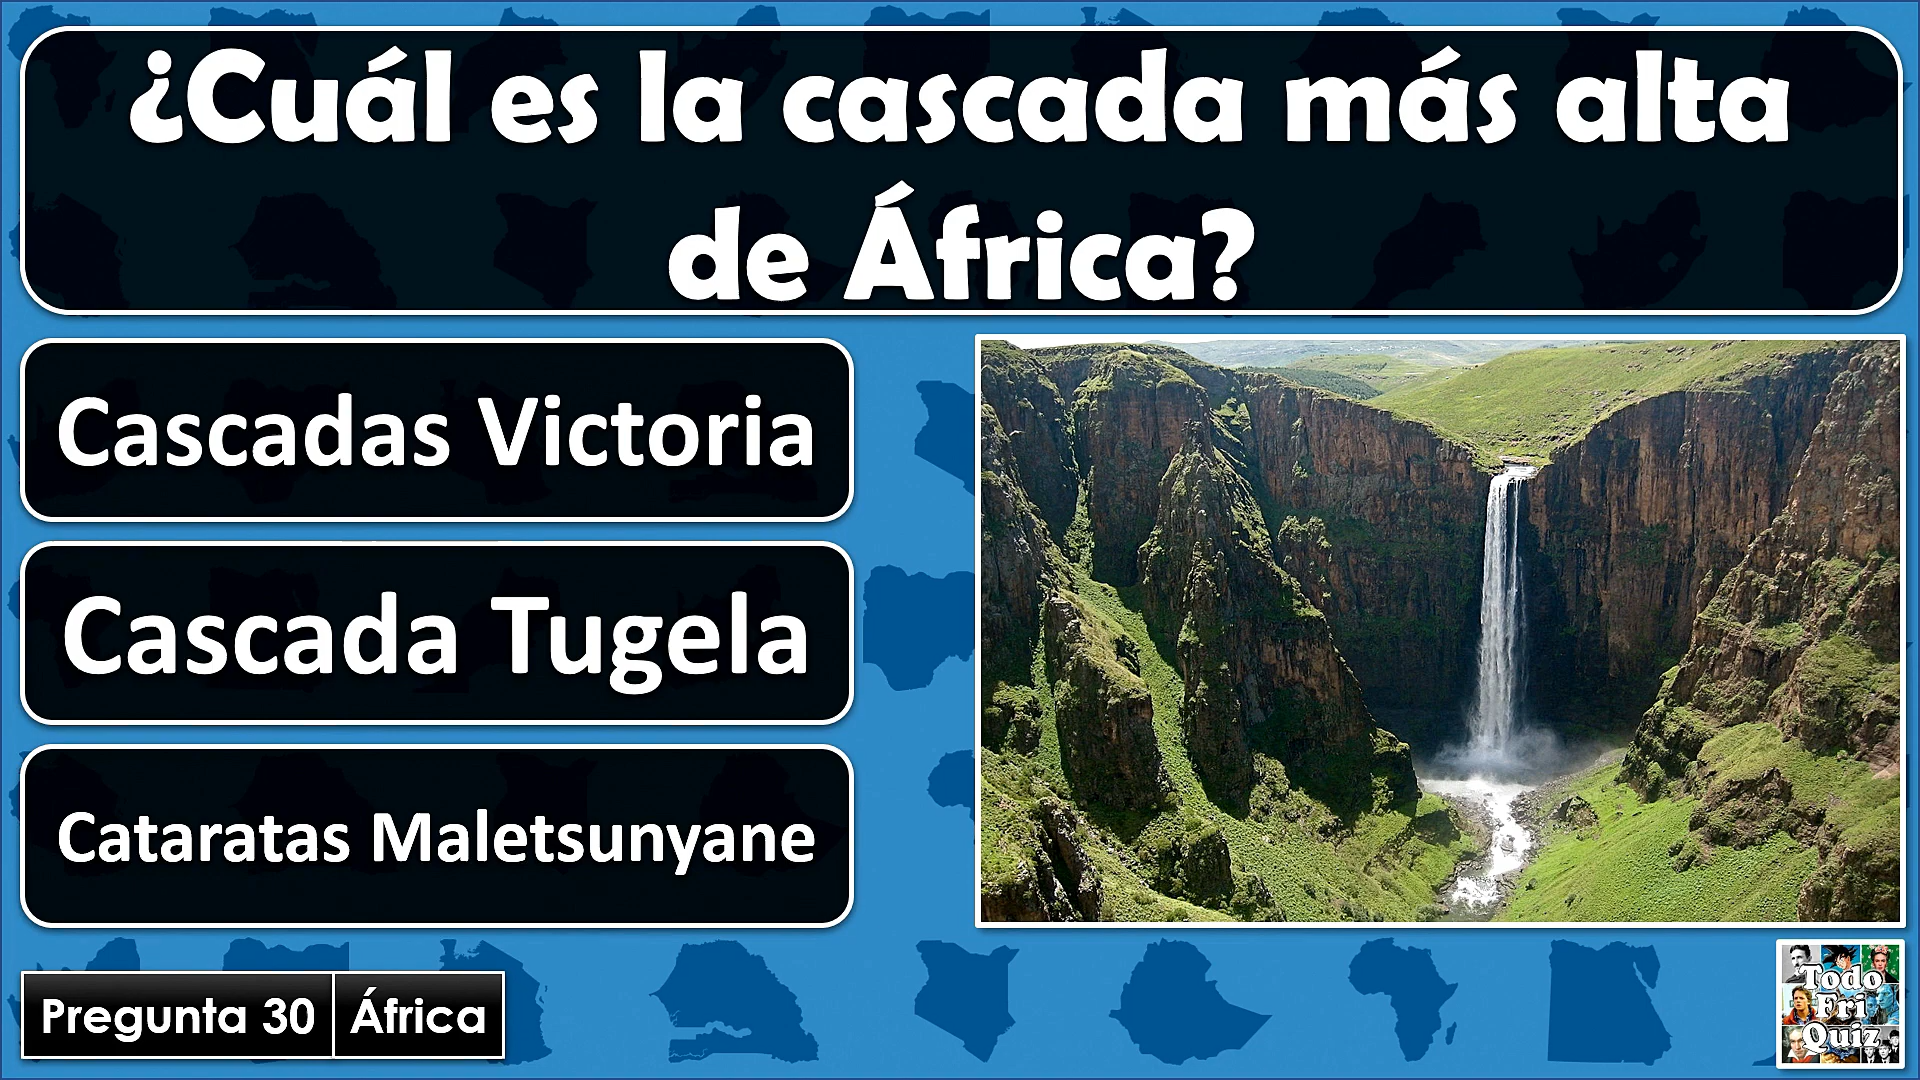 ¿Cuál es la cascada más alta
de África?
Cascadas Victoria
Cascada Tugela
Cataratas Maletsunyane
Pregunta 30
África
Todo
Fri
Quiz